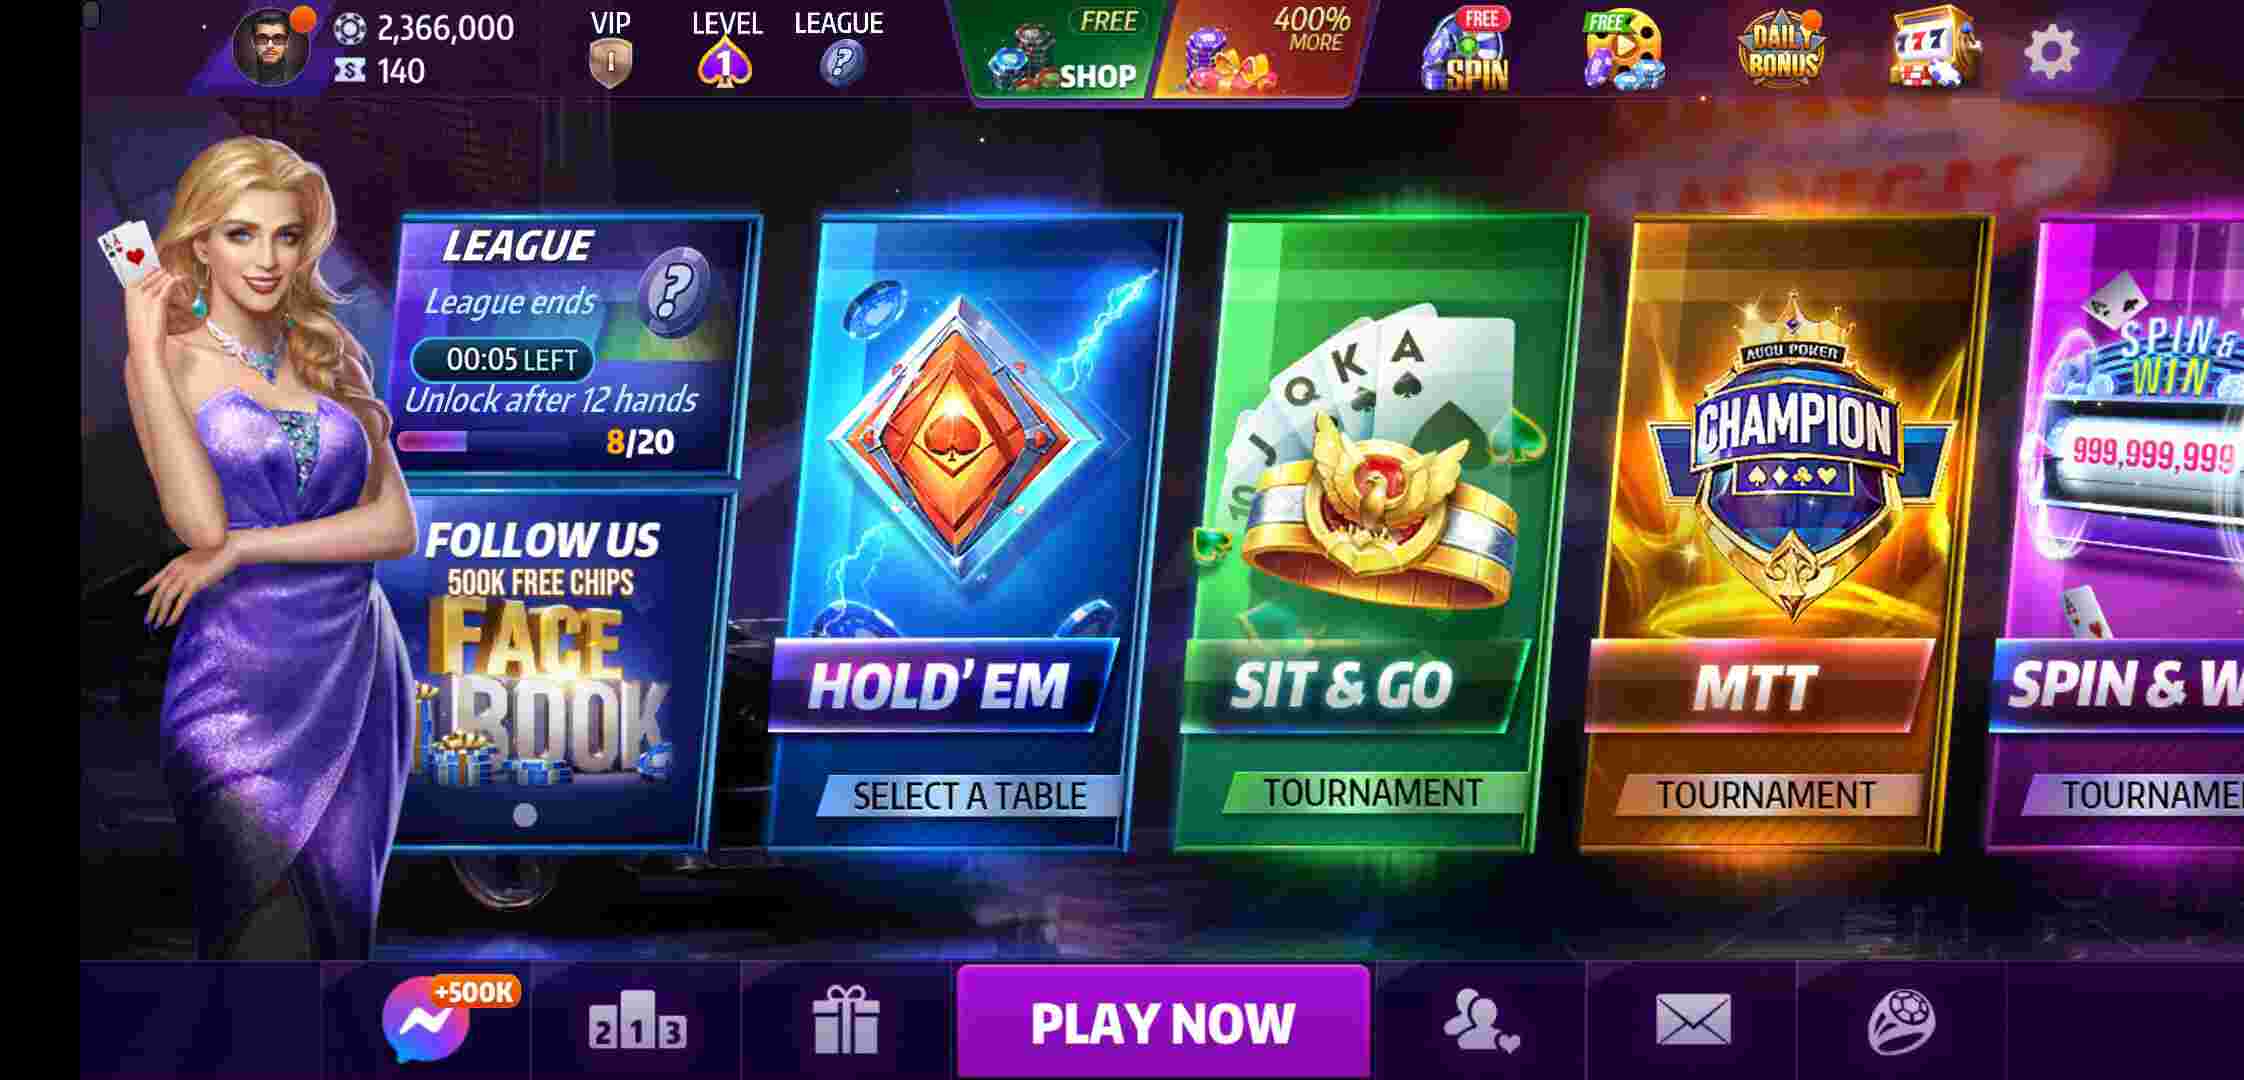 2,366,000
140
VIP
LEVEL
1
LEAGUE
?
FREE
SHOP
400%
MORE
FREE
SPIN
FREE
DAILY
BONUS
777
LEAGUE
?
League ends
00:05 LEFT
Unlock after 12 hands
8/20
FOLLOW US
500K FREE CHIPS
FACE
BOOK
HOLD'EM
SELECT A TABLE
10 J Q K A
SIT & GO
TOURNAMENT
CHAMPION
MTT
TOURNAMENT
SPIN &
WIN
999,999,999
SPIN & W
TOURNAME
+500K
2 1 3
PLAY NOW